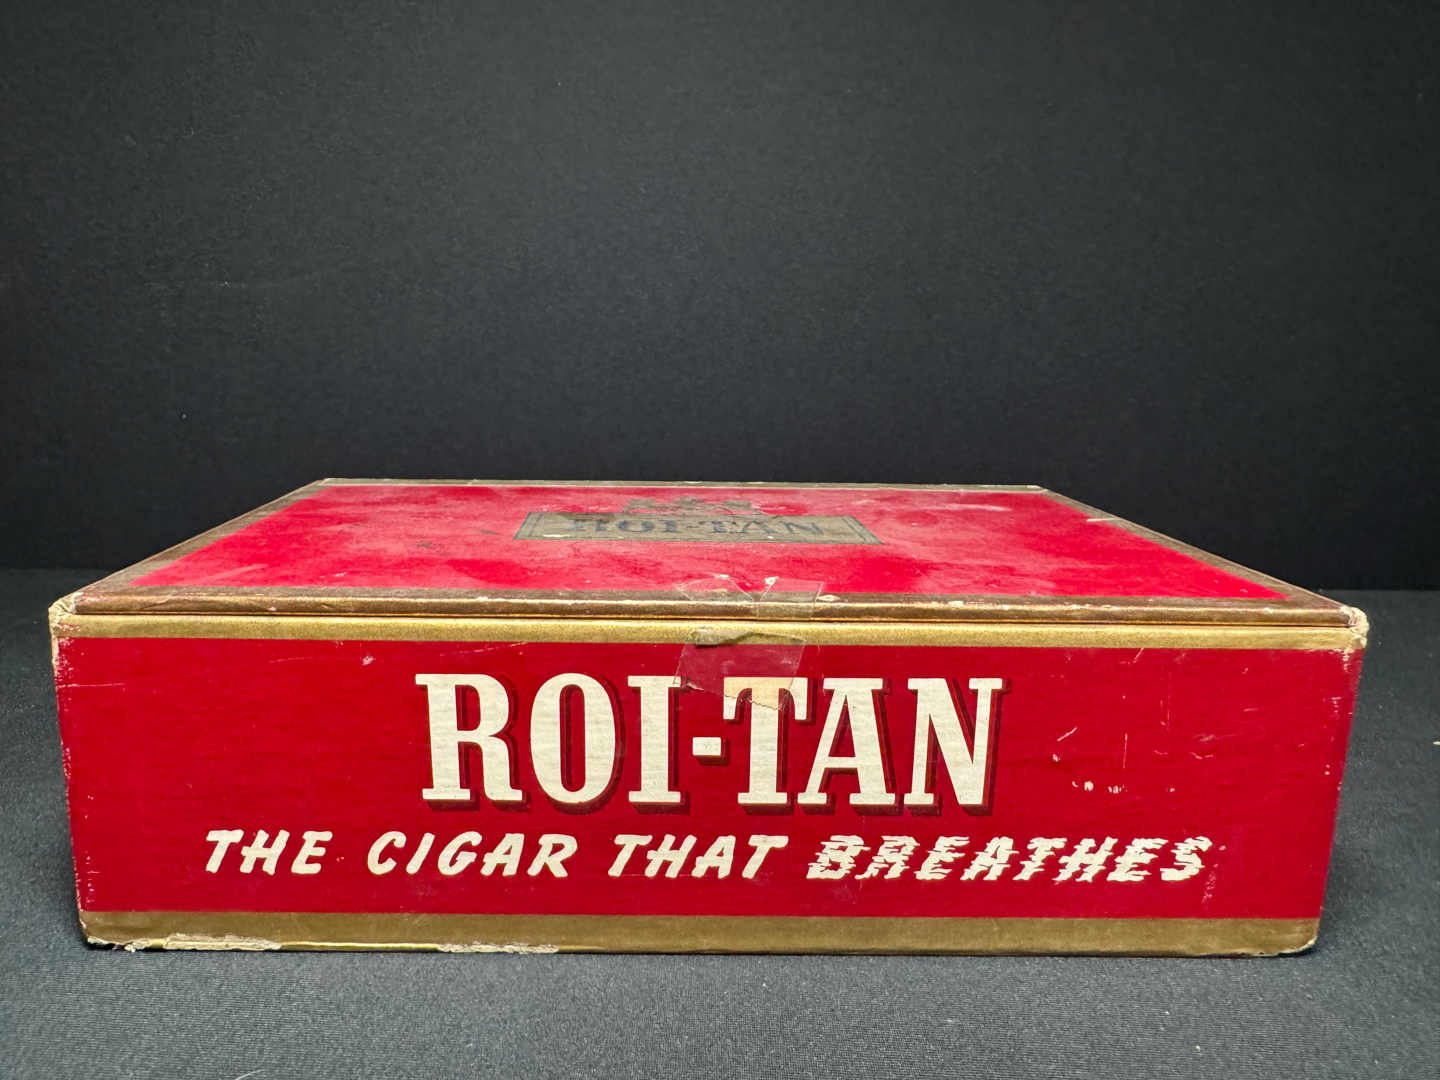 ROI-TAN
ROI-TAN
THE CIGAR THAT BREATHES